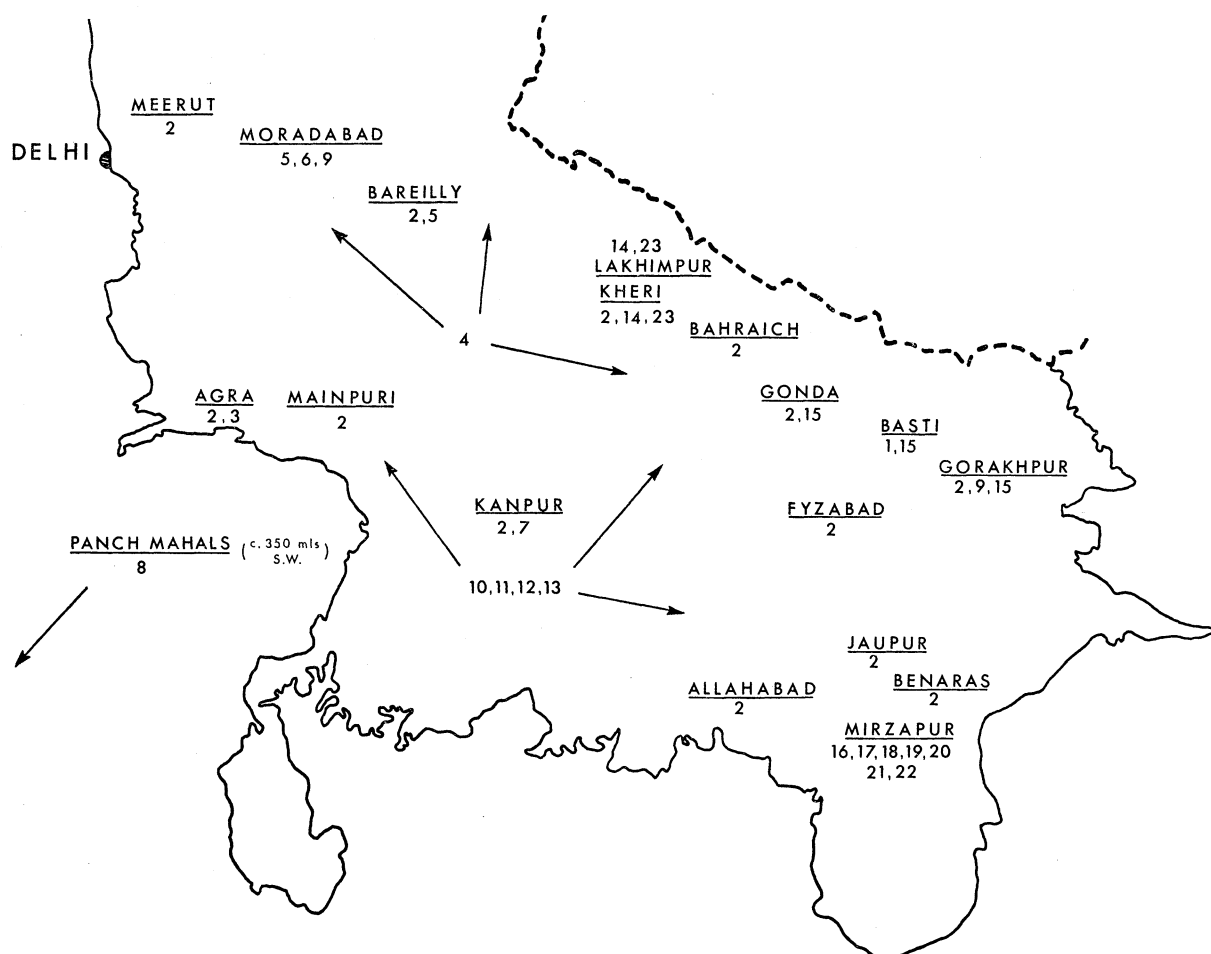 MEERUT
2
DELHI
MORADABAD
5,6,9
BAREILLY
2,5
14,23
LAKHIMPUR
KHERI
2,14,23
4
BAHRAICH
2
AGRA
2,3
MAINPURI
2
GONDA
2,15
BASTI
1,15
GORAKHPUR
2,9,15
KANPUR
2,7
FYZABAD
2
PANCH MAHALS (c.350 mls
S.W.)
8
10,11,12,13
JAUPUR
2
BENARAS
2
ALLAHABAD
2
MIRZAPUR
16,17,18,19,20
21,22